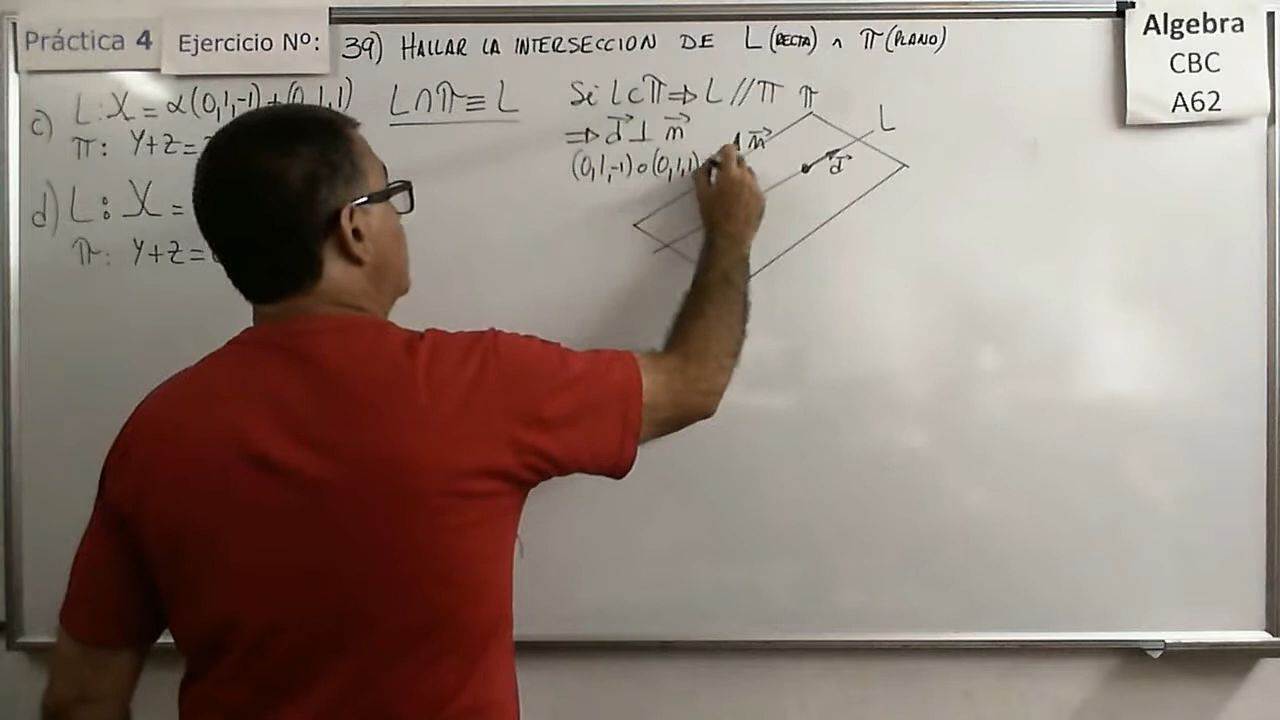 Práctica 4 Ejercicio Nº: 39) HALLAR LA INTERSECCION DE L (RECTA) ∩ π (PLANO)
Algebra
CBC
A62
c) L: X = α(0,1,-1)+(0,1,1) L∩π ≡ L
π: Y+Z=
d) L: X =
π: Y+Z=
Si L⊂π ⇒ L//π
⇒ d⃗ ⊥ n⃗
(0,1,-1)∘(0,1,1)
π
L
n⃗
d⃗